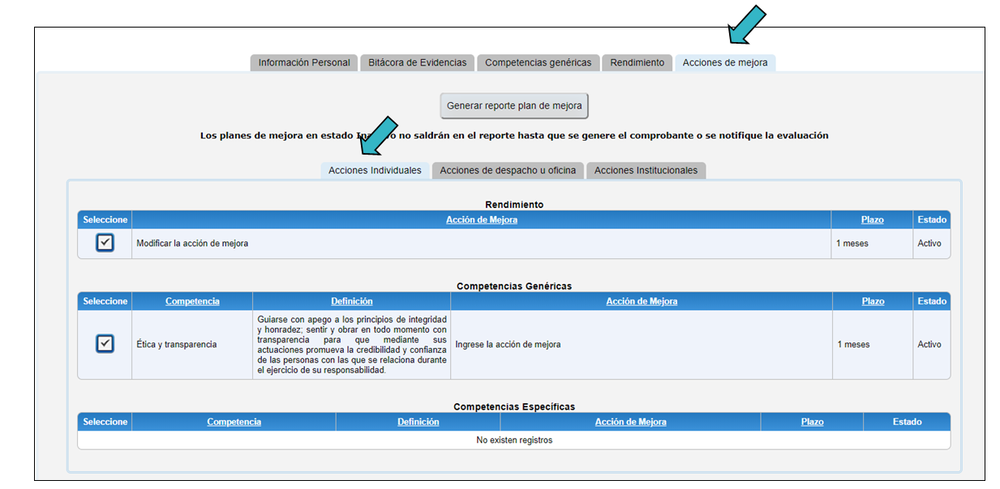 Información Personal Bitácora de Evidencias Competencias genéricas Rendimiento Acciones de mejora
Generar reporte plan de mejora
Los planes de mejora en estado no saldrán en el reporte hasta que se genere el comprobante o se notifique la evaluación
Acciones Individuales Acciones de despacho u oficina Acciones Institucionales
Rendimiento
Seleccione Acción de Mejora Plazo Estado
Modificar la acción de mejora 1 meses Activo
Competencias Genéricas
Seleccione Competencia Definición Acción de Mejora Plazo Estado
Guiarse con apego a los principios de integridad
y honradez; sentir y obrar en todo momento con
transparencia para que mediante sus
actuaciones promueva la credibilidad y confianza
de las personas con las que se relaciona durante
el ejercicio de su responsabilidad.
Ética y transparencia Ingrese la acción de mejora 1 meses Activo
Competencias Específicas
Seleccione Competencia Definición Acción de Mejora Plazo Estado
No existen registros